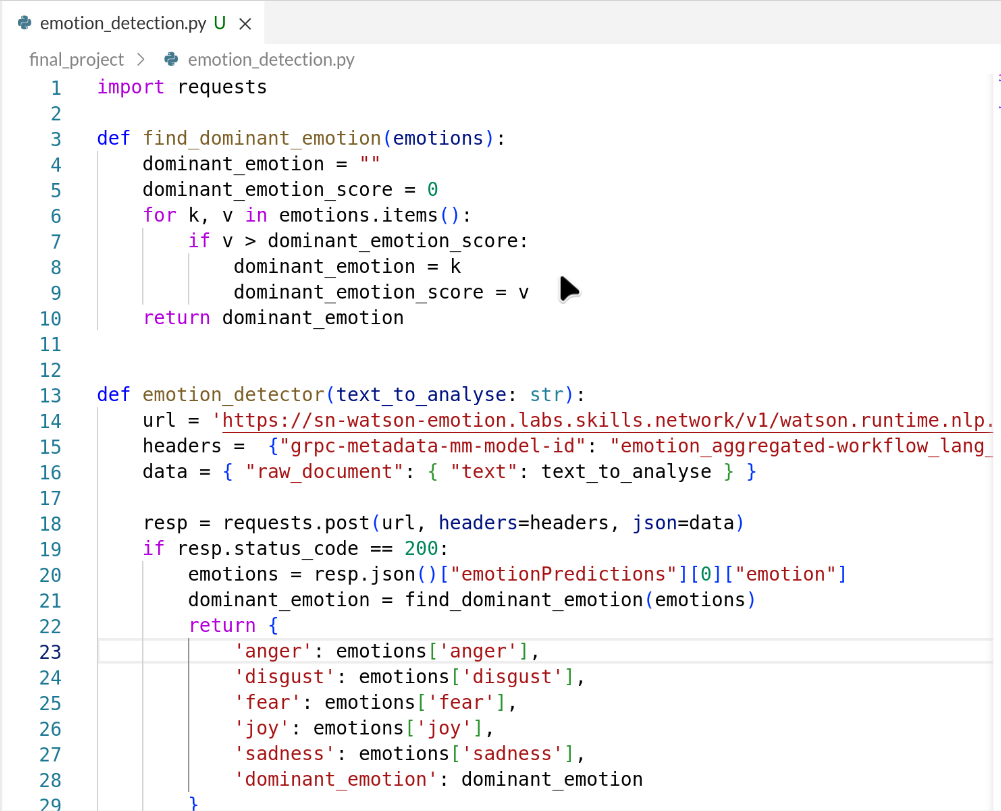 emotion_detection.py U
final_project > emotion_detection.py
1 import requests
2
3 def find_dominant_emotion(emotions):
4     dominant_emotion = ""
5     dominant_emotion_score = 0
6     for k, v in emotions.items():
7         if v > dominant_emotion_score:
8             dominant_emotion = k
9             dominant_emotion_score = v
10     return dominant_emotion
11
12
13 def emotion_detector(text_to_analyse: str):
14     url = 'https://sn-watson-emotion.labs.skills.network/v1/watson.runtime.nlp.
15     headers =  {"grpc-metadata-mm-model-id": "emotion_aggregated-workflow_lang_
16     data = { "raw_document": { "text": text_to_analyse } }
17
18     resp = requests.post(url, headers=headers, json=data)
19     if resp.status_code == 200:
20         emotions = resp.json()["emotionPredictions"][0]["emotion"]
21         dominant_emotion = find_dominant_emotion(emotions)
22         return {
23             'anger': emotions['anger'],
24             'disgust': emotions['disgust'],
25             'fear': emotions['fear'],
26             'joy': emotions['joy'],
27             'sadness': emotions['sadness'],
28             'dominant_emotion': dominant_emotion
29         }